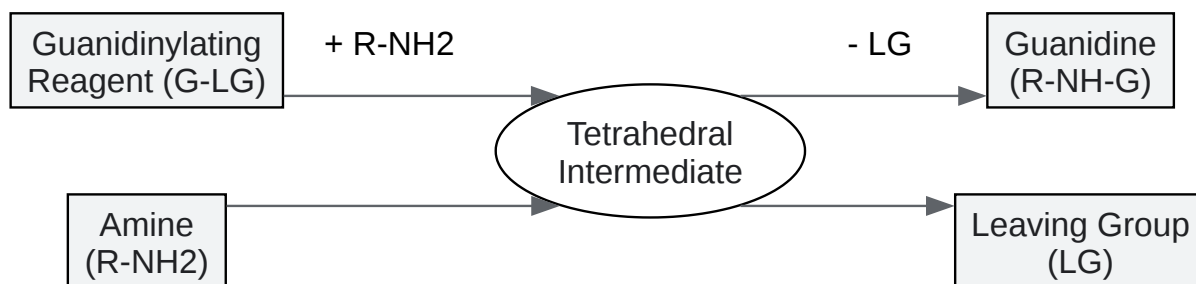 Guanidinylating
Reagent (G-LG)
+ R-NH2
- LG
Guanidine
(R-NH-G)
Tetrahedral
Intermediate
Amine
(R-NH2)
Leaving Group
(LG)